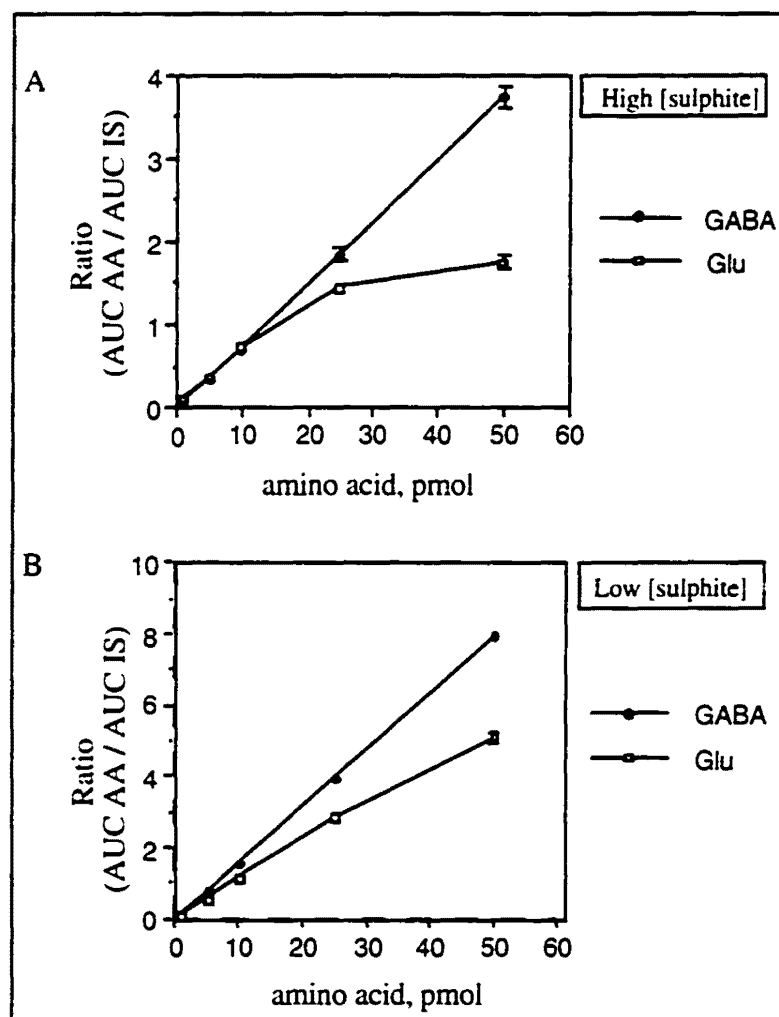 A
High [sulphite]
4
3
2
1
0
Ratio
(AUC AA / AUC IS)
0 10 20 30 40 50 60
amino acid, pmol
GABA
Glu
B
Low [sulphite]
10
8
6
4
2
0
Ratio
(AUC AA / AUC IS)
0 10 20 30 40 50 60
amino acid, pmol
GABA
Glu